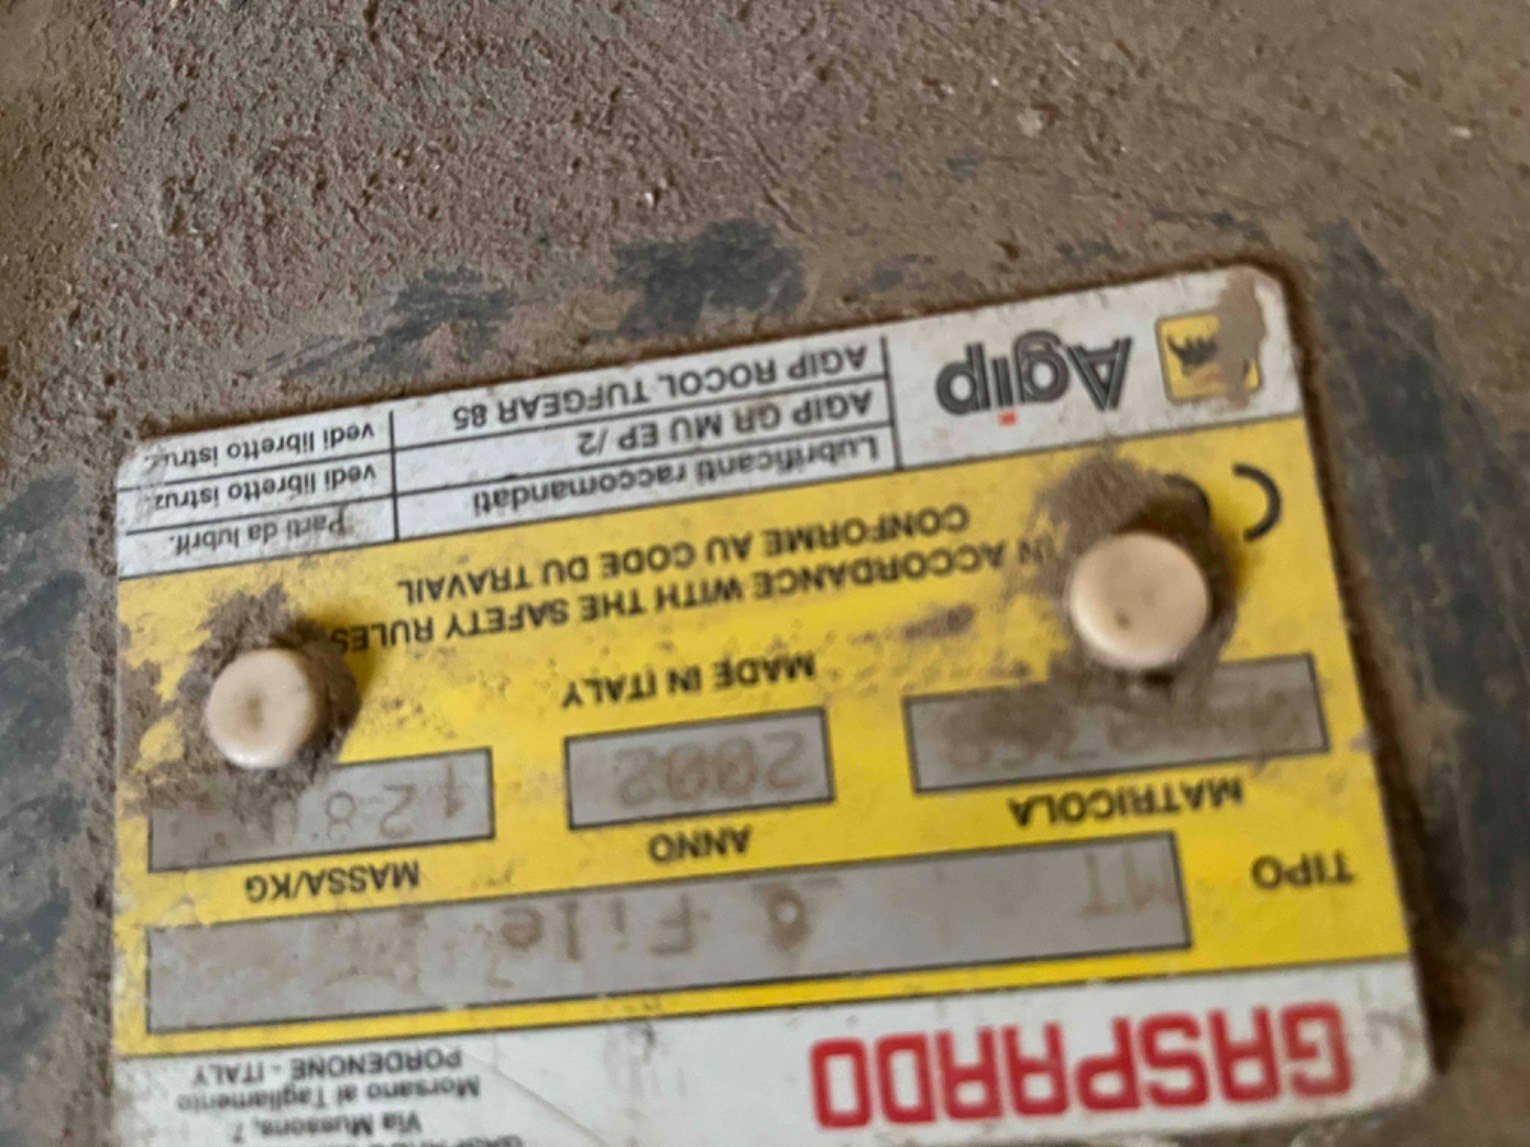 GASPARDO
Via Mussons, 7
Morsano al Tagliamento
PORDENONE - ITALY
TIPO
MT
File
MATRICOLA
ANNO
2002
MASSA/KG
MADE IN ITALY
CE
IN ACCORDANCE WITH THE SAFETY RULES
CONFORME AU CODE DU TRAVAIL
Agip
Lubrificanti raccomandati
Parti da lubrif.
AGIP GR MU EP /2
vedi libretto istruz.
AGIP ROCOL TUFGEAR 85
vedi libretto istruz.